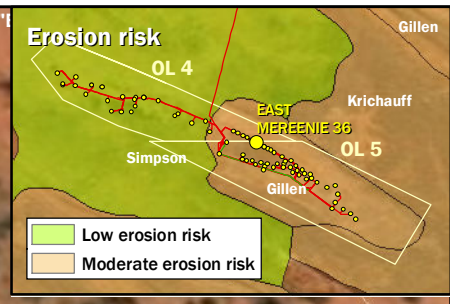 "E
Erosion risk
Gillen
OL 4
Krichauff
EAST
MEREENIE 36
OL 5
Simpson
Gillen
Low erosion risk
Moderate erosion risk